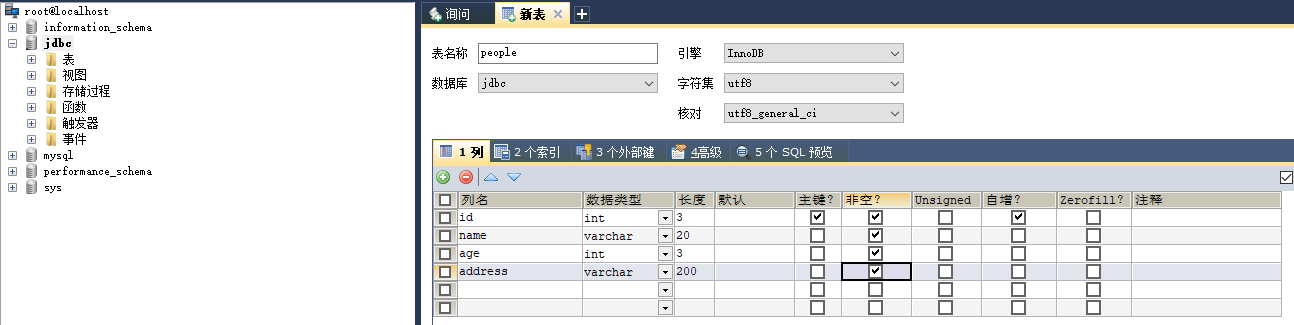 root@localhost
information_schema
jdbc
表
视图
存储过程
函数
触发器
事件
mysql
performance_schema
sys
询问 新表
表名称 people 引擎 InnoDB
数据库 jdbc 字符集 utf8
核对 utf8_general_ci
1 列 2 个索引 3 个外部键 4高级 5 个 SQL 预览
列名 数据类型 长度 默认 主键? 非空? Unsigned 自增? Zerofill? 注释
id int 3
name varchar 20
age int 3
address varchar 200